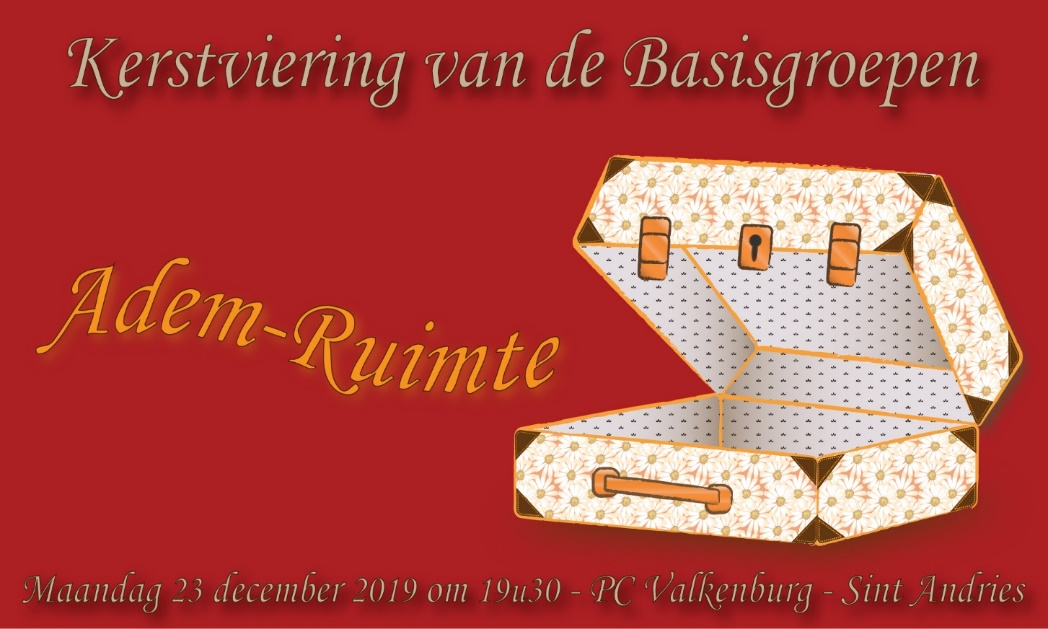 Kerstviering van de Basisgroepen
Adem-Ruimte
Maandag 23 december 2019 om 19u30 - PC Valkenburg - Sint Andries